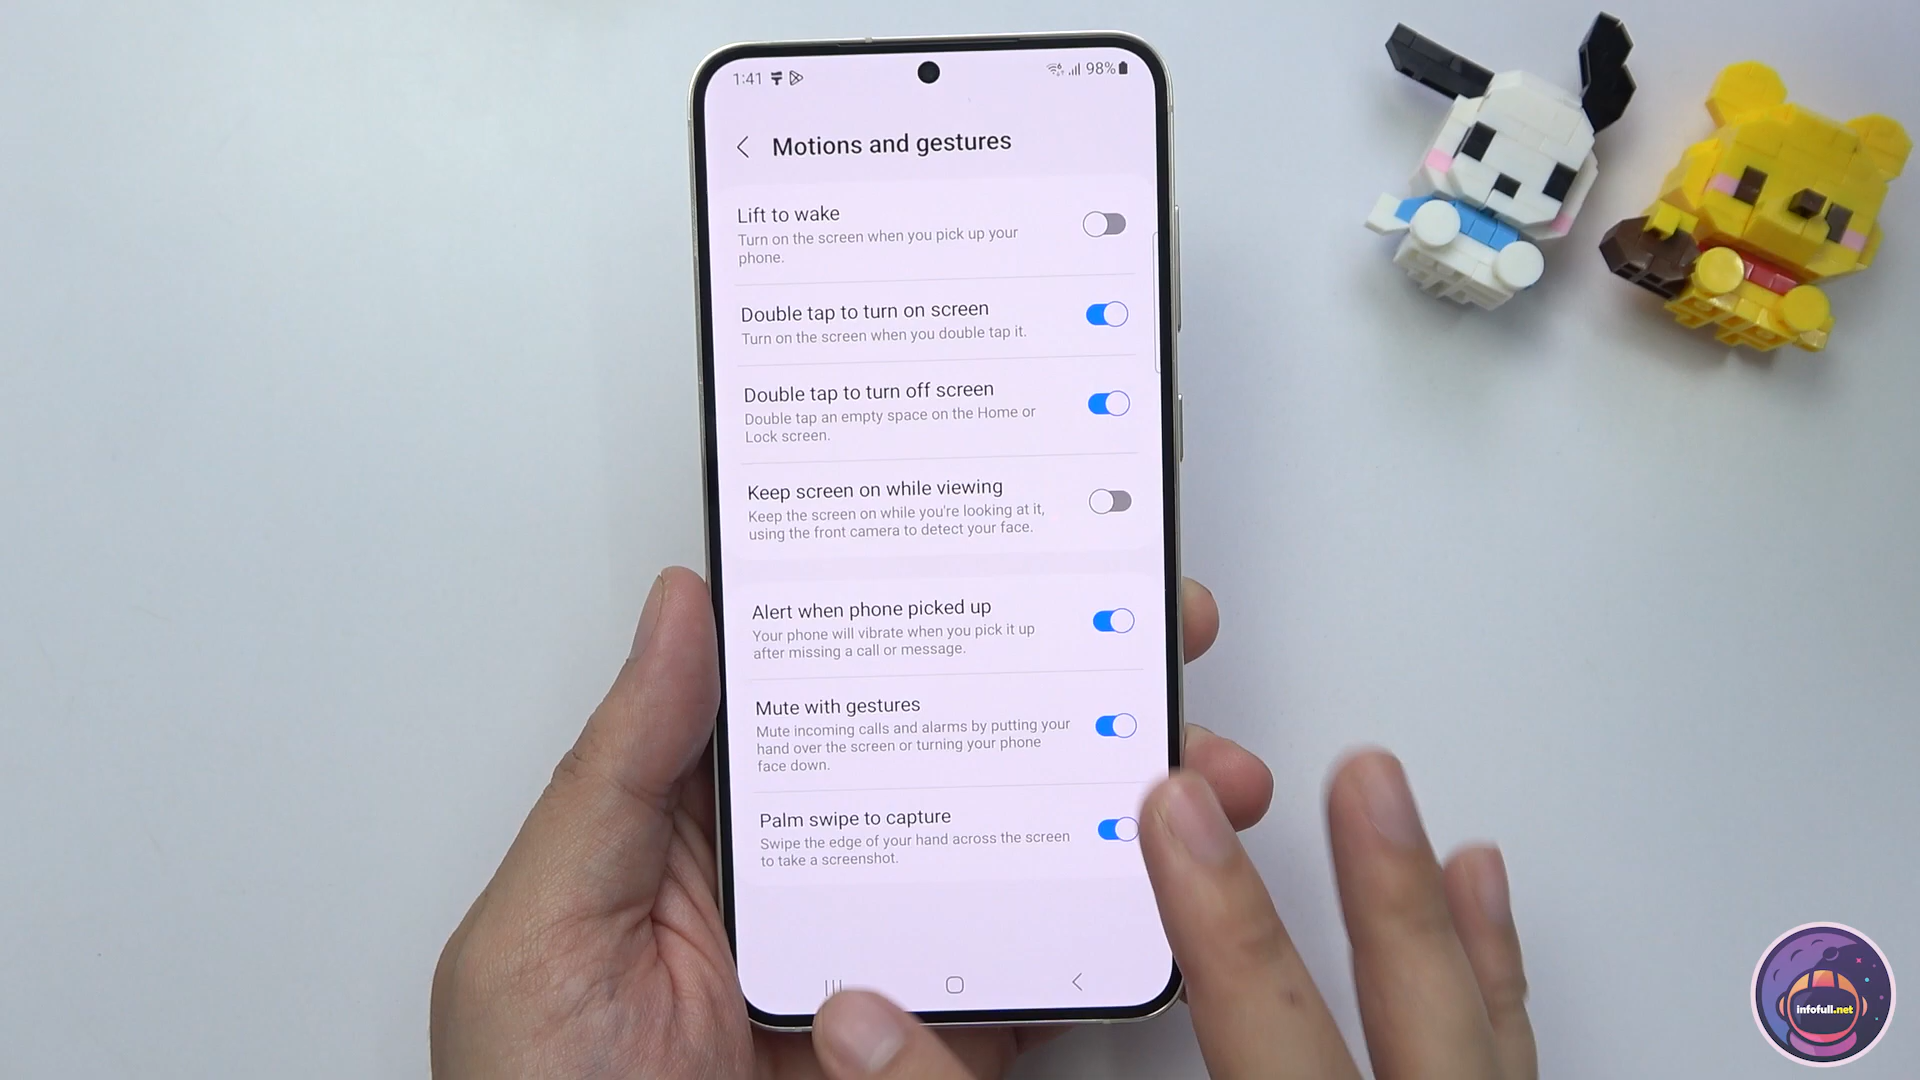 1:41
98%
Motions and gestures
Lift to wake
Turn on the screen when you pick up your
phone.
Double tap to turn on screen
Turn on the screen when you double tap it.
Double tap to turn off screen
Double tap an empty space on the Home or
Lock screen.
Keep screen on while viewing
Keep the screen on while you're looking at it,
using the front camera to detect your face.
Alert when phone picked up
Your phone will vibrate when you pick it up
after missing a call or message.
Mute with gestures
Mute incoming calls and alarms by putting your
hand over the screen or turning your phone
face down.
Palm swipe to capture
Swipe the edge of your hand across the screen
to take a screenshot.
infofull.net